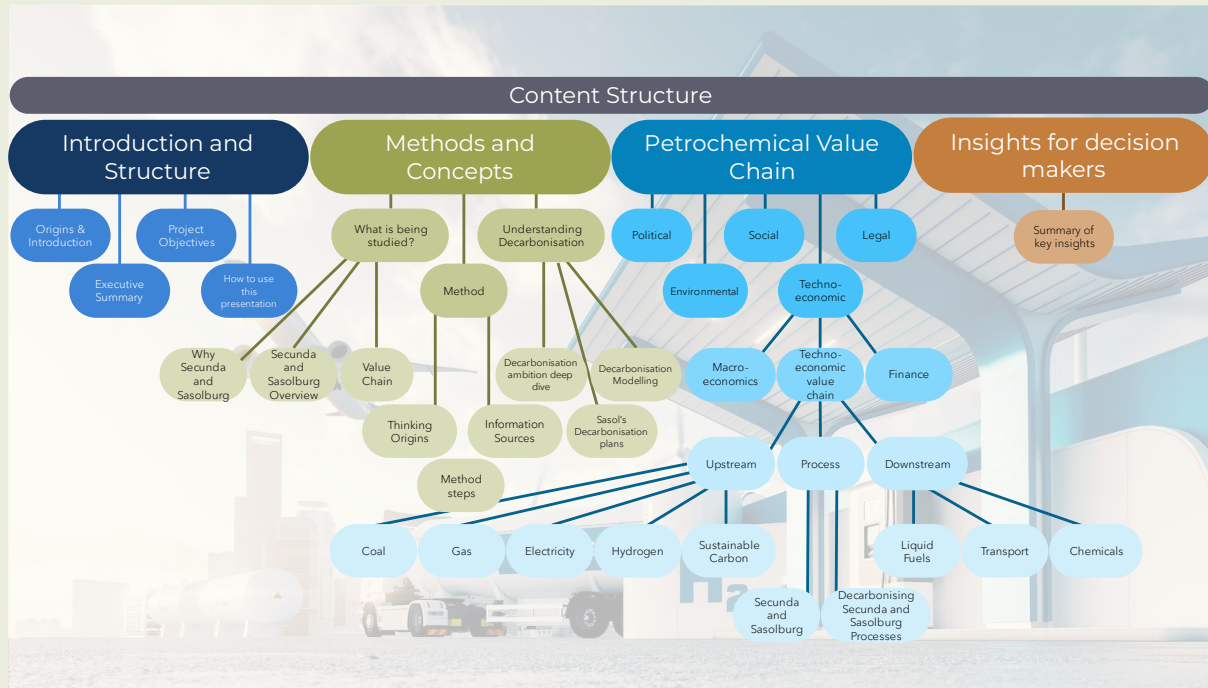 Content Structure
Introduction and
Structure
Methods and
Concepts
Petrochemical Value
Chain
Insights for decision
makers
Origins &
Introduction
Project
Objectives
Executive
Summary
How to use
this
presentation
What is being
studied?
Understanding
Decarbonisation
Method
Why
Secunda
and
Sasolburg
Secunda
and
Sasolburg
Overview
Value
Chain
Decarbonisation
ambition deep
dive
Decarbonisation
Modelling
Thinking
Origins
Information
Sources
Sasol's
Decarbonisation
plans
Method
steps
Political
Social
Legal
Environmental
Techno-
economic
Macro-
economics
Techno-
economic
value
chain
Finance
Upstream
Process
Downstream
Coal
Gas
Electricity
Hydrogen
Sustainable
Carbon
Liquid
Fuels
Transport
Chemicals
Secunda
and
Sasolburg
Decarbonising
Secunda and
Sasolburg
Processes
Summary of
key insights
H2